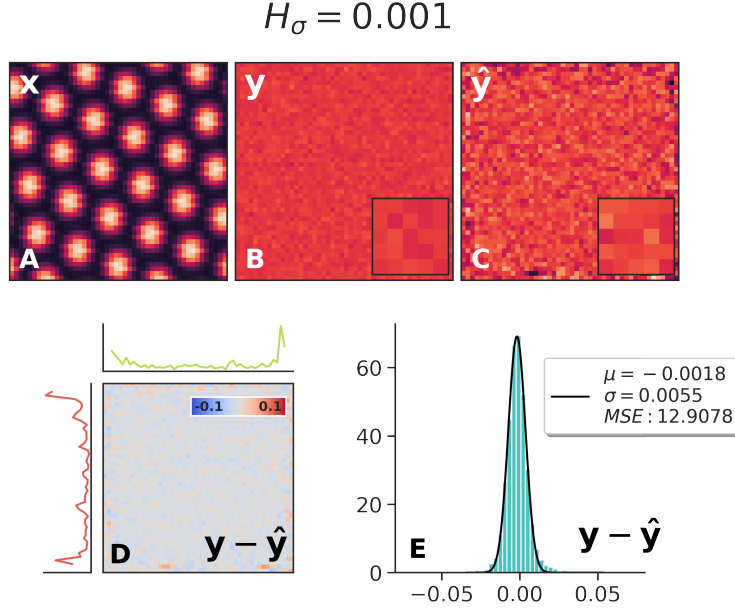 H_σ = 0.001
x
A
y
B
ŷ
C
-0.1 0.1
y − ŷ
D
60
40
20
0
−0.05 0.00 0.05
μ = − 0.0018
σ = 0.0055
MSE : 12.9078
y − ŷ
E